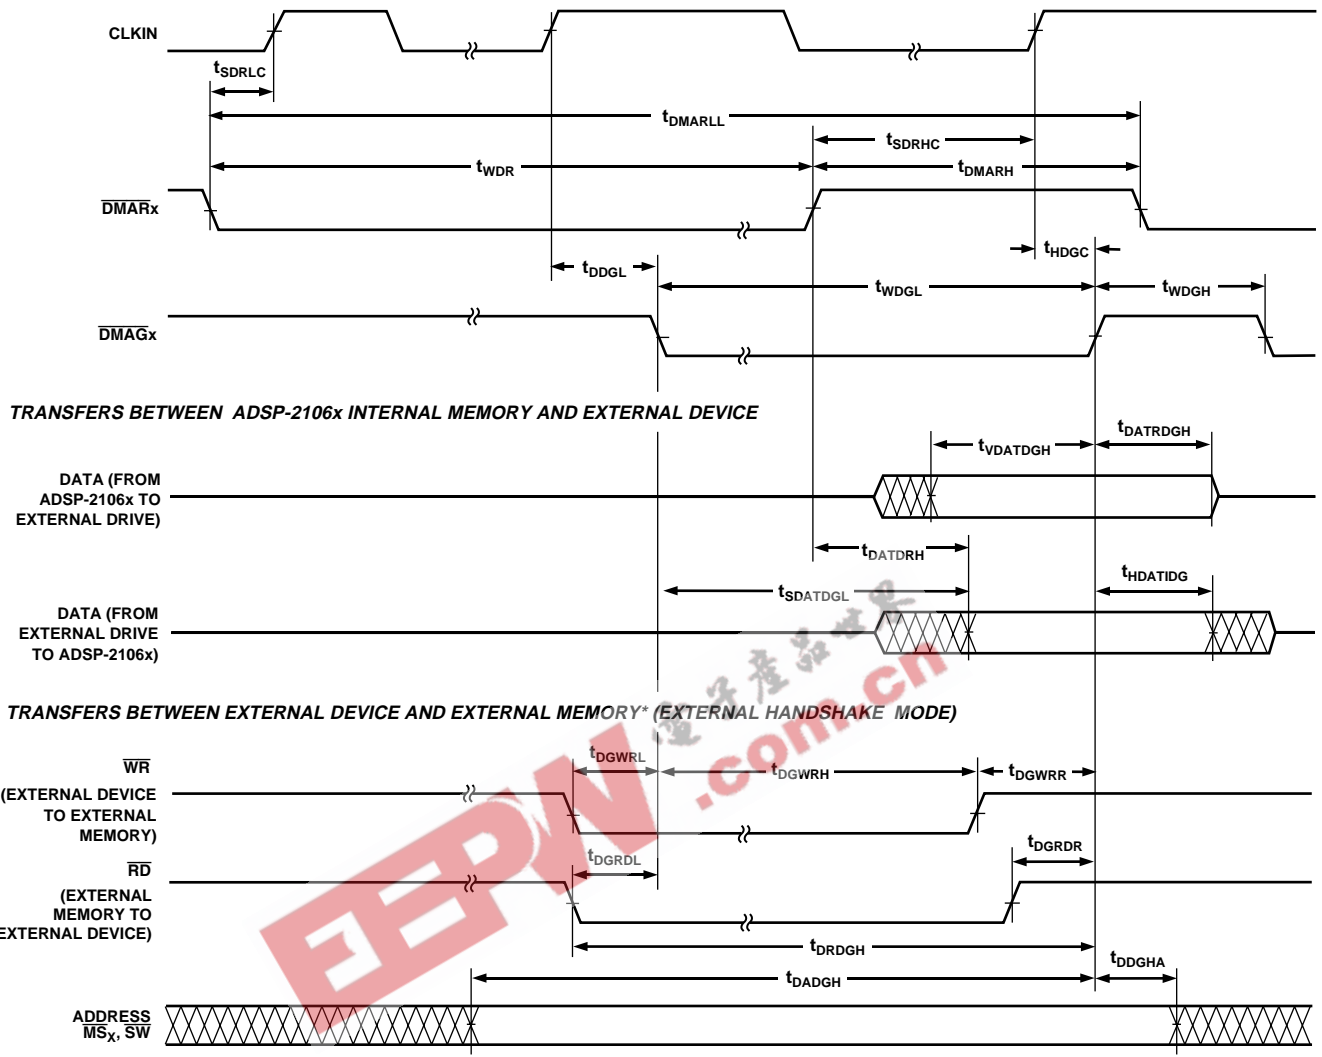 CLKIN
tSDRLC
tDMARLL
tSDRHC
tWDR
tDMARH
DMARx
tHDGC
tDDGL
tWDGL
tWDGH
DMAGx
TRANSFERS BETWEEN ADSP-2106x INTERNAL MEMORY AND EXTERNAL DEVICE
tDATRDGH
tVDATDGH
DATA (FROM
ADSP-2106x TO
EXTERNAL DRIVE)
tDATDRH
tHDATIDG
tSDATDGL
DATA (FROM
EXTERNAL DRIVE
TO ADSP-2106x)
電子產品世界
EEPW.com.cn
TRANSFERS BETWEEN EXTERNAL DEVICE AND EXTERNAL MEMORY* (EXTERNAL HANDSHAKE MODE)
tDGWRL
tDGWRH
tDGWRR
WR
(EXTERNAL DEVICE
TO EXTERNAL
MEMORY)
tDGRDL
tDGRDR
RD
(EXTERNAL
MEMORY TO
EXTERNAL DEVICE)
tDRDGH
tDADGH
tDDGHA
ADDRESS
MSX, SW